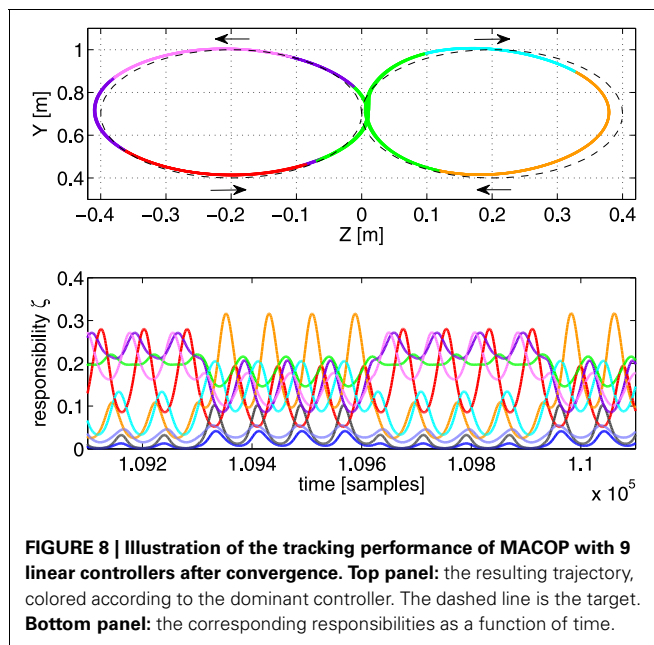 1
0.8
0.6
0.4
Y [m]
−0.4 −0.3 −0.2 −0.1 0 0.1 0.2 0.3 0.4
Z [m]
0.4
0.3
0.2
0.1
0
responsibility ζ
1.092 1.094 1.096 1.098 1.1
time [samples]
x 10^5
FIGURE 8 | Illustration of the tracking performance of MACOP with 9
linear controllers after convergence. Top panel: the resulting trajectory,
colored according to the dominant controller. The dashed line is the target.
Bottom panel: the corresponding responsibilities as a function of time.